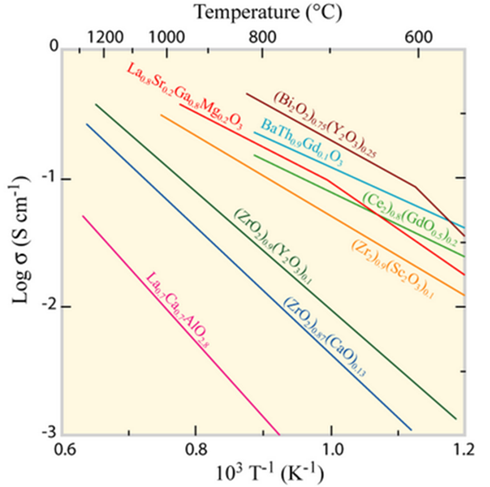 Temperature (°C)
1200 1000 800 600
0
-1
-2
-3
Log σ (S cm⁻¹)
La₀.₈Sr₀.₂Ga₀.₈Mg₀.₂O₃
(Bi₂O₂)₀.₇₅(Y₂O₃)₀.₂₅
BaTh₀.₉Gd₀.₁O₃
(Ce₂)₀.₈(GdO₀.₅)₀.₂
(ZrO₂)₀.₉(Y₂O₃)₀.₁
(Zr₂)₀.₉(Sc₂O₃)₀.₁
La₀.₇Ca₀.₇AlO₂.₈
(ZrO₂)₀.₈₇(CaO)₀.₁₃
0.6 0.8 1.0 1.2
10³ T⁻¹ (K⁻¹)